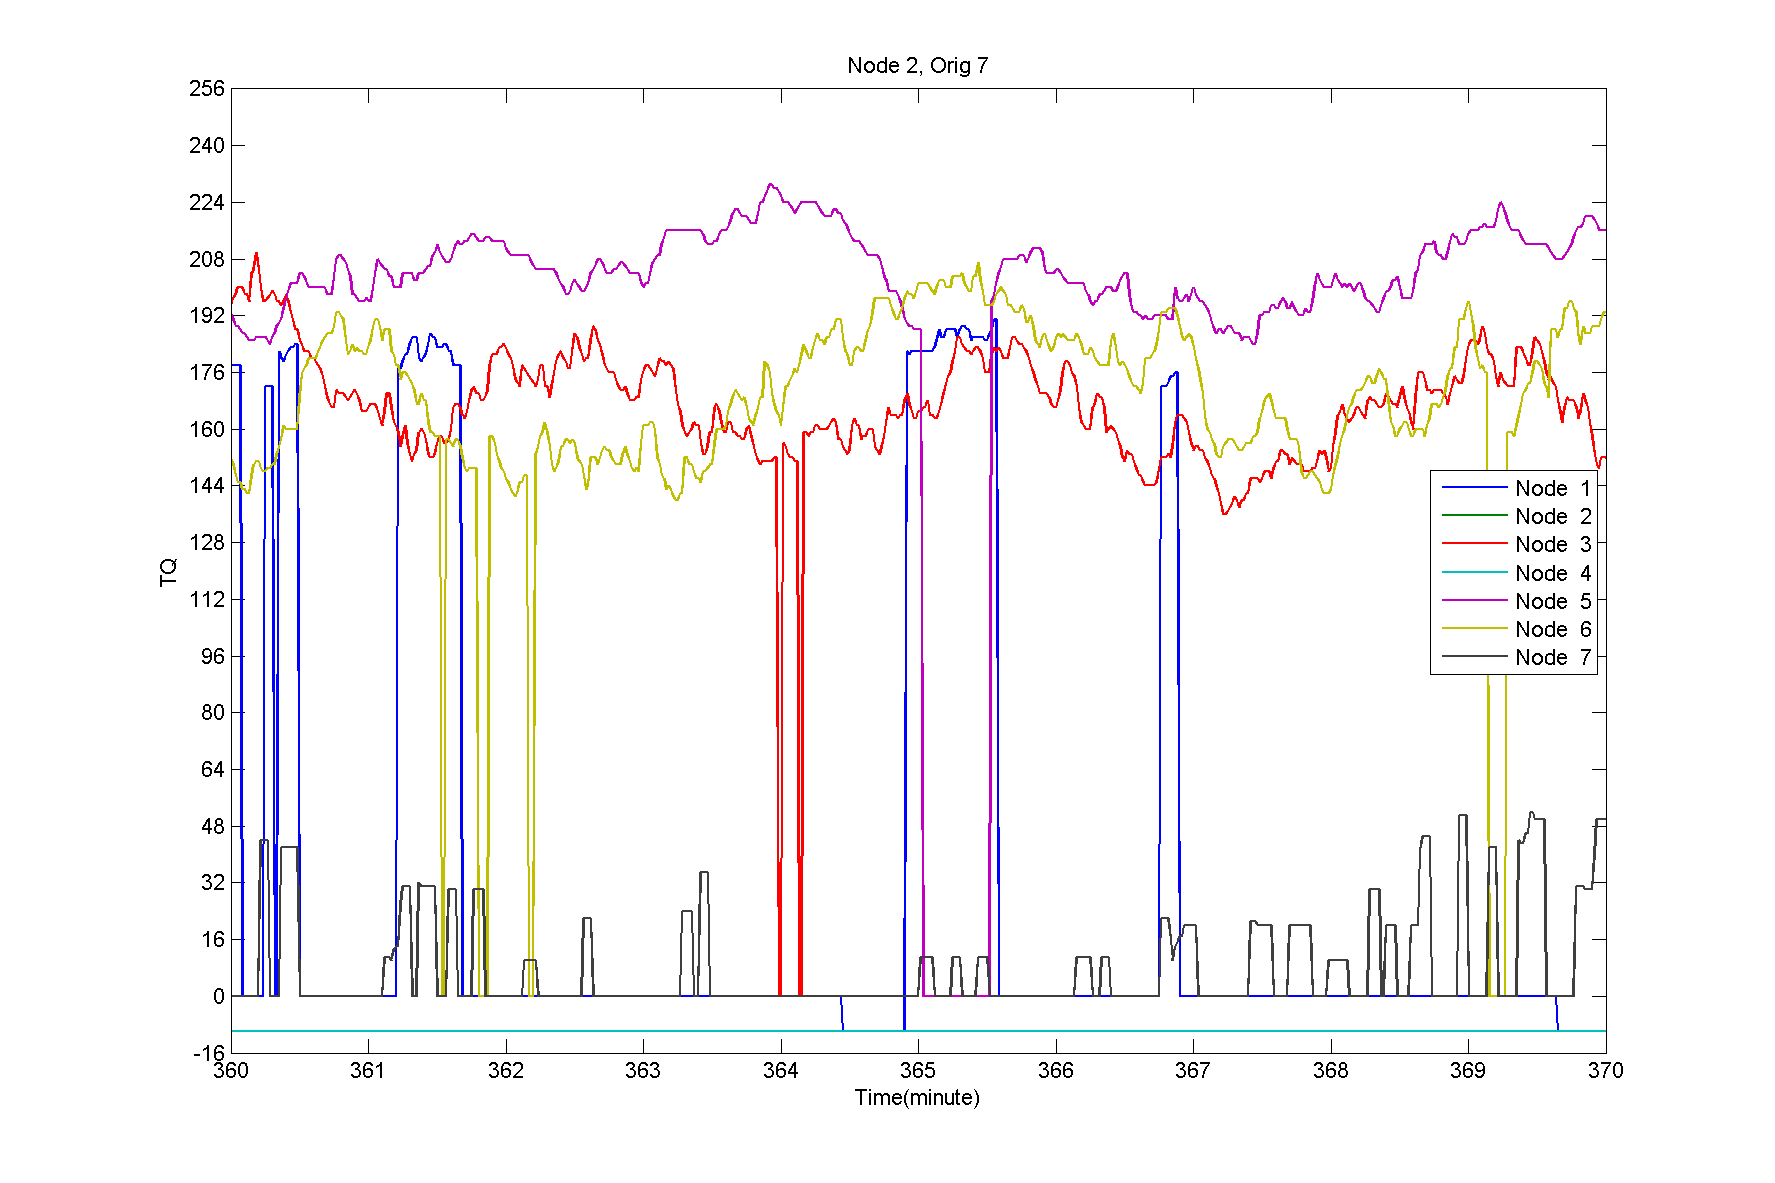 Node 2, Orig 7
256
240
224
208
192
176
160
144
128
112
96
80
64
48
32
16
0
-16
TQ
Node 1
Node 2
Node 3
Node 4
Node 5
Node 6
Node 7
360 361 362 363 364 365 366 367 368 369 370
Time(minute)